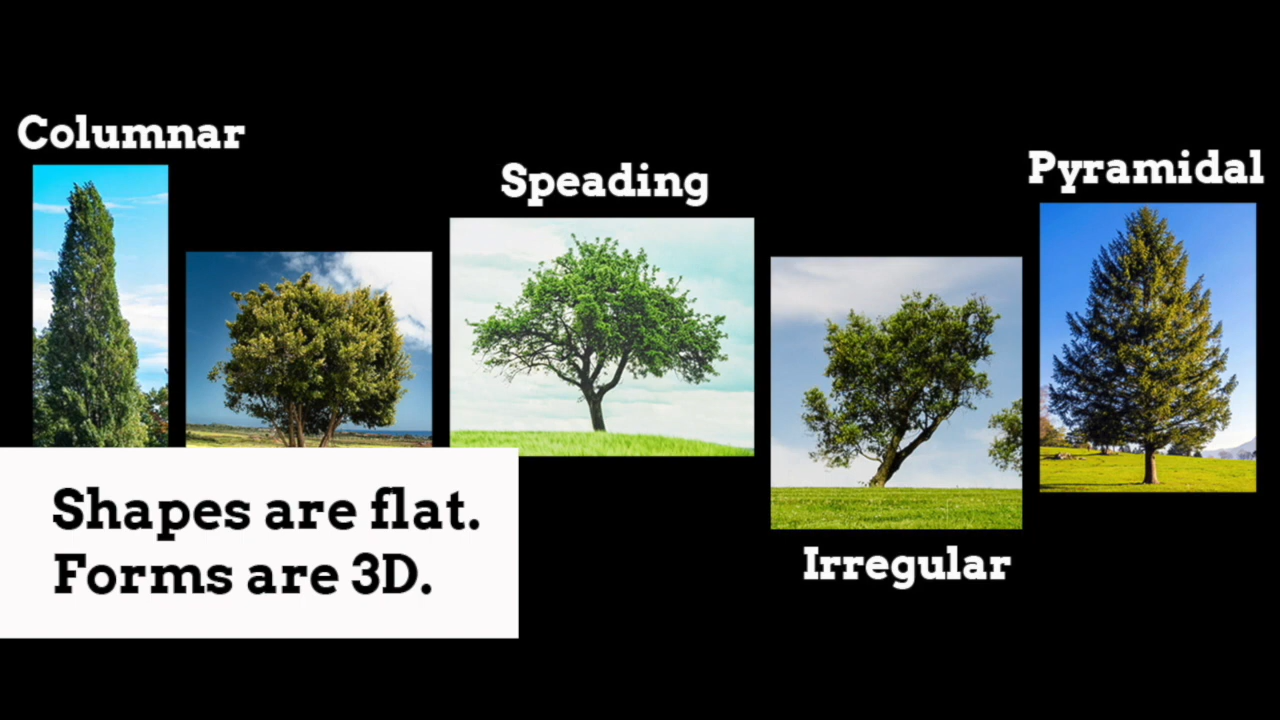 Columnar
Speading
Pyramidal
Irregular
Shapes are flat.
Forms are 3D.